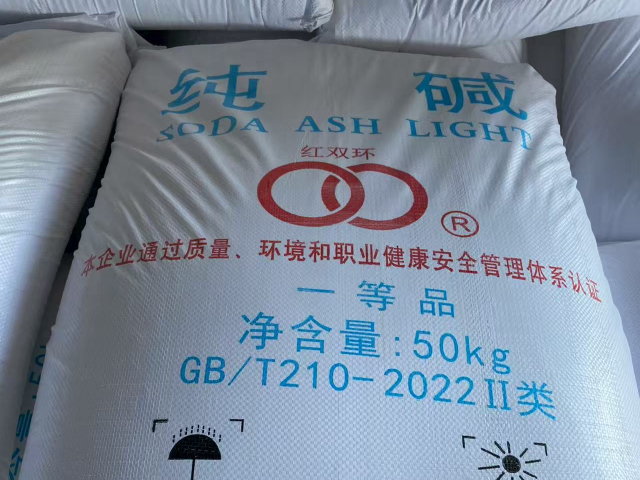 纯碱
SODA ASH LIGHT
红双环
®
本企业通过质量、环境和职业健康安全管理体系认证
一等品
净含量:50kg
GB/T210-2022Ⅱ类